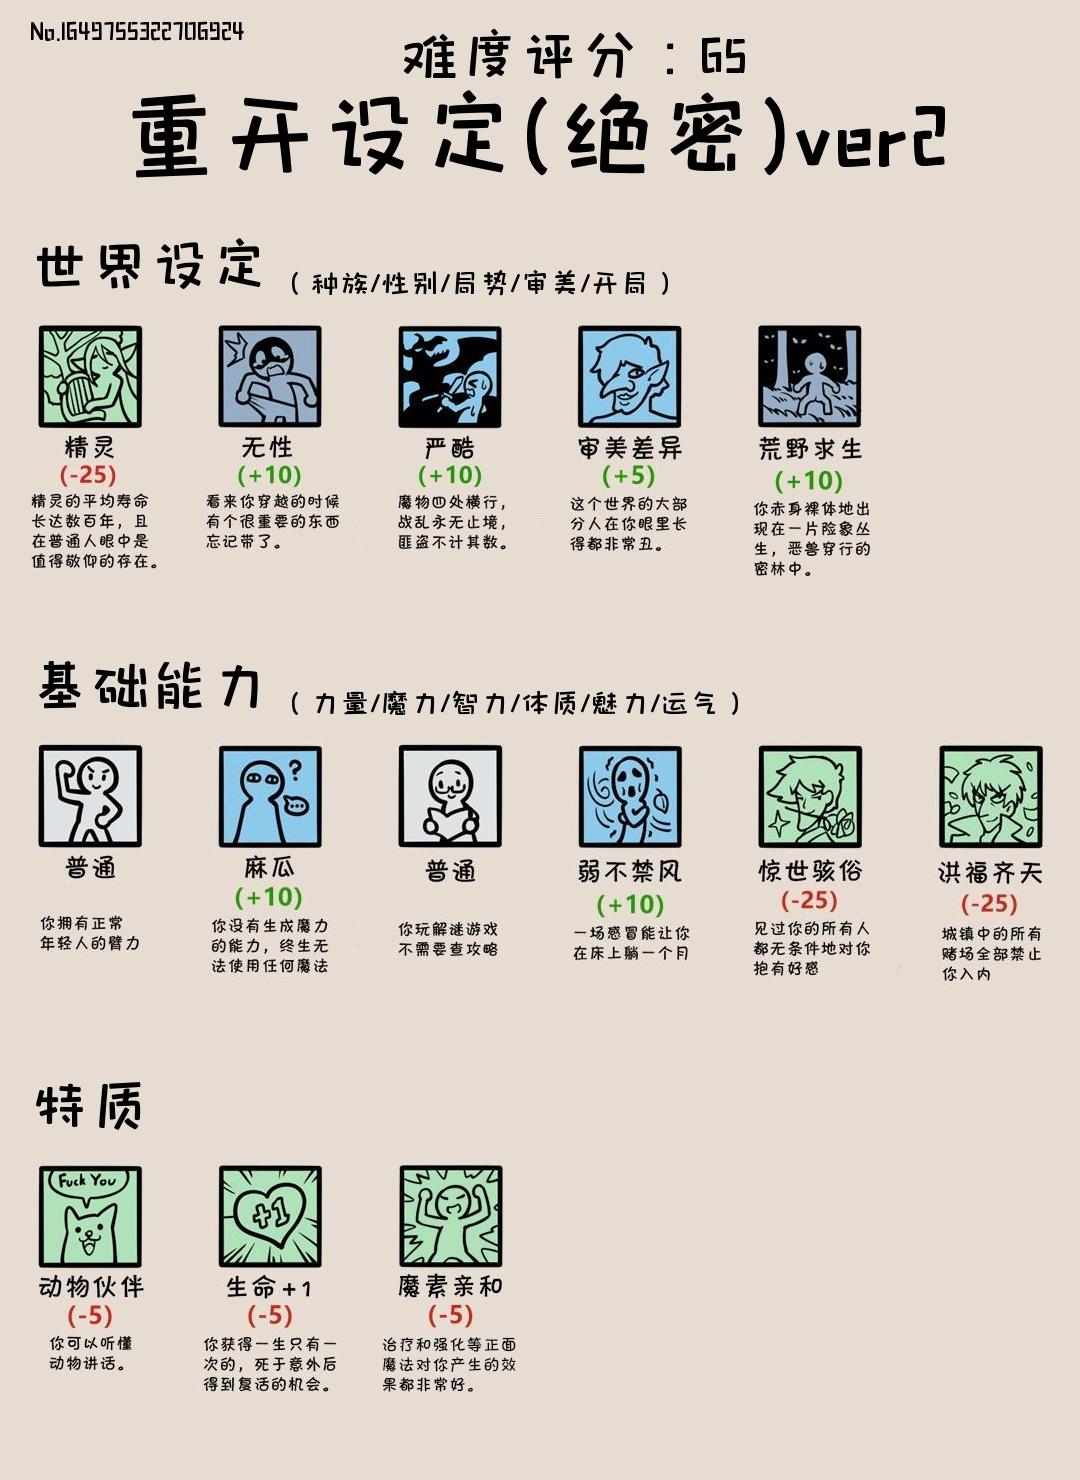 No.1649755322706924
难度评分：65
重开设定(绝密)ver2
世界设定（种族/性别/局势/审美/开局）
精灵 无性 严酷 审美差异 荒野求生
(-25) (+10) (+10) (+5) (+10)
精灵的平均寿命
长达数百年，且
在普通人眼中是
值得敬仰的存在。
看来你穿越的时候
有个很重要的东西
忘记带了。
魔物四处横行，
战乱永无止境，
匪盗不计其数。
这个世界的大部
分人在你眼里长
得都非常丑。
你赤身裸体地出
现在一片险象丛
生，恶兽穿行的
密林中。
基础能力（力量/魔力/智力/体质/魅力/运气）
?
普通 麻瓜 普通 弱不禁风 惊世骇俗 洪福齐天
(+10) (+10) (-25) (-25)
你拥有正常
年轻人的臂力
你没有生成魔力
的能力，终生无
法使用任何魔法
你玩解谜游戏
不需要查攻略
一场感冒能让你
在床上躺一个月
见过你的所有人
都无条件地对你
抱有好感
城镇中的所有
赌场全部禁止
你入内
特质
Fuck You
+1
动物伙伴 生命+1 魔素亲和
(-5) (-5) (-5)
你可以听懂
动物讲话。
你获得一生只有一
次的，死于意外后
得到复活的机会。
治疗和强化等正面
魔法对你产生的效
果都非常好。